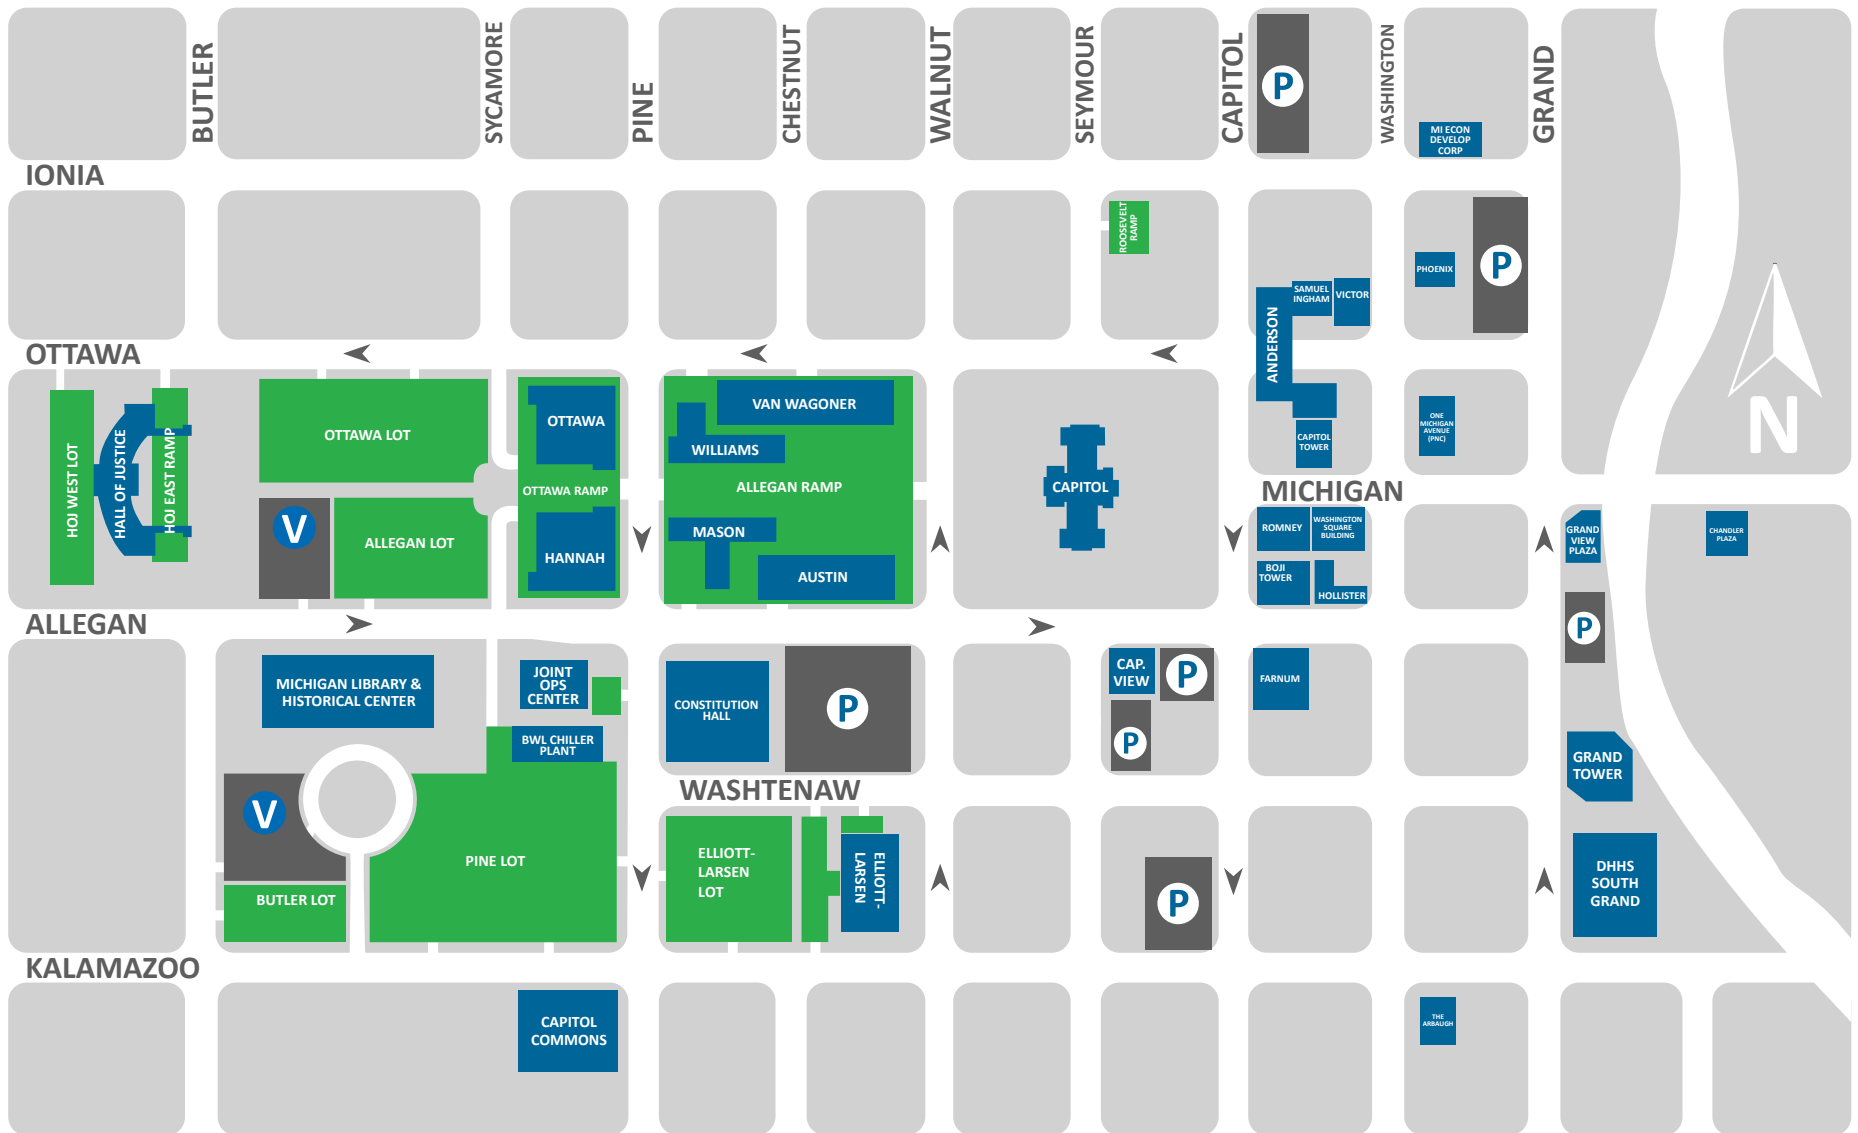 BUTLER
SYCAMORE
PINE
CHESTNUT
WALNUT
SEYMOUR
CAPITOL
WASHINGTON
GRAND
P
MI ECON
DEVELOP
CORP
IONIA
ROOSEVELT
RAMP
PHOENIX
P
SAMUEL
INGHAM
VICTOR
ANDERSON
OTTAWA
HOJ WEST LOT
HALL OF JUSTICE
HOJ EAST RAMP
OTTAWA LOT
OTTAWA
VAN WAGONER
WILLIAMS
OTTAWA RAMP
ALLEGAN RAMP
CAPITOL
CAPITOL
TOWER
ONE
MICHIGAN
AVENUE
(PNC)
N
MICHIGAN
V
ALLEGAN LOT
HANNAH
MASON
AUSTIN
ROMNEY
WASHINGTON
SQUARE
BUILDING
BOJI
TOWER
HOLLISTER
GRAND
VIEW
PLAZA
CHANDLER
PLAZA
ALLEGAN
P
MICHIGAN LIBRARY &
HISTORICAL CENTER
JOINT
OPS
CENTER
CONSTITUTION
HALL
P
CAP.
VIEW
P
P
FARNUM
BWL CHILLER
PLANT
GRAND
TOWER
WASHTENAW
V
PINE LOT
BUTLER LOT
ELLIOTT-
LARSEN
LOT
ELLIOTT-
LARSEN
P
DHHS
SOUTH
GRAND
KALAMAZOO
CAPITOL
COMMONS
THE
ARBAUGH